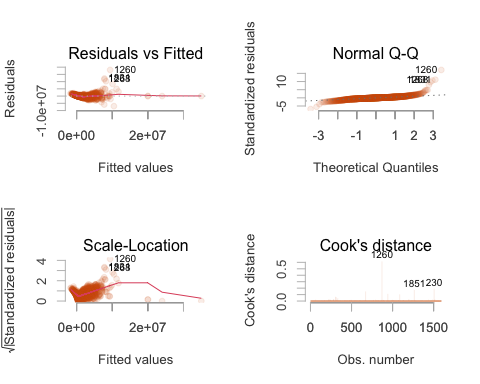 Residuals vs Fitted
Residuals
-1.0e+07
1260
0e+00 2e+07
Fitted values
Normal Q-Q
Standardized residuals
-5 10
1260
-3 -1 0 1 2 3
Theoretical Quantiles
Scale-Location
√|Standardized residuals|
0 2 4
1260
0e+00 2e+07
Fitted values
Cook's distance
Cook's distance
0.0 0.5
1260
1851230
0 500 1000 1500
Obs. number